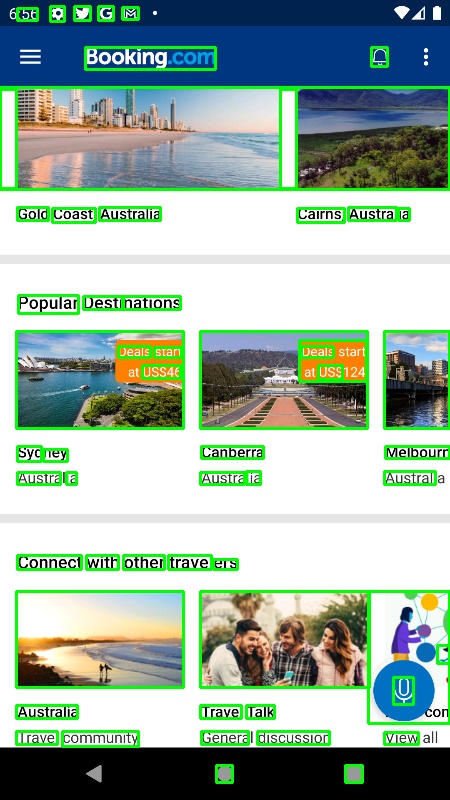 6:56
Booking.com
Gold Coast Australia
Cairns Australia
Popular Destinations
Deals start at US$46
Deals start at US$124
Sydney
Australia
Canberra
Australia
Melbourn
Australia
Connect with other travelers
Australia
Travel community
Travel Talk
General discussion
View all